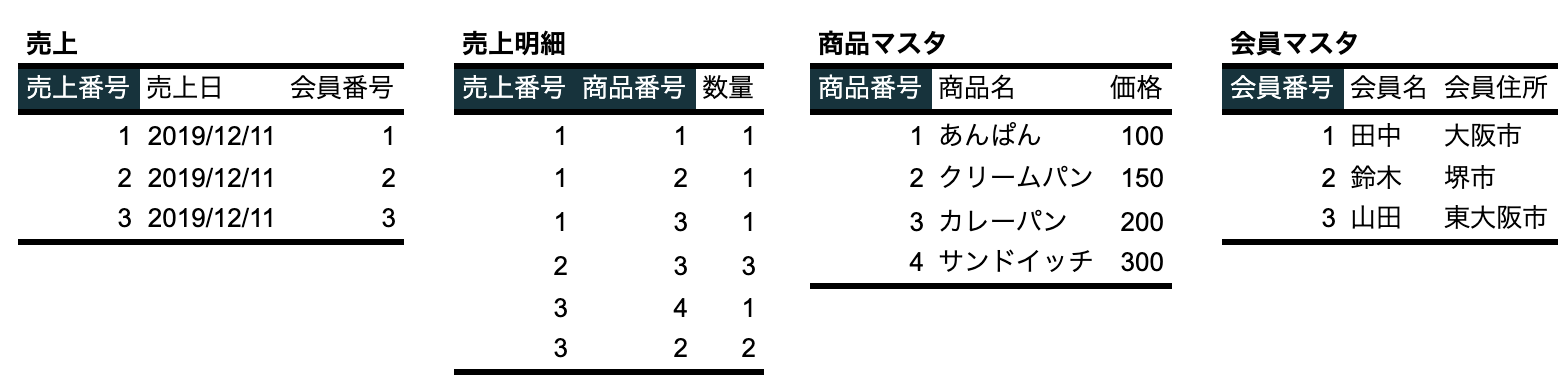 売上
売上番号 売上日 会員番号
1 2019/12/11 1
2 2019/12/11 2
3 2019/12/11 3
売上明細
売上番号 商品番号 数量
1 1 1
1 2 1
1 3 1
2 3 3
3 4 1
3 2 2
商品マスタ
商品番号 商品名 価格
1 あんぱん 100
2 クリームパン 150
3 カレーパン 200
4 サンドイッチ 300
会員マスタ
会員番号 会員名 会員住所
1 田中 大阪市
2 鈴木 堺市
3 山田 東大阪市